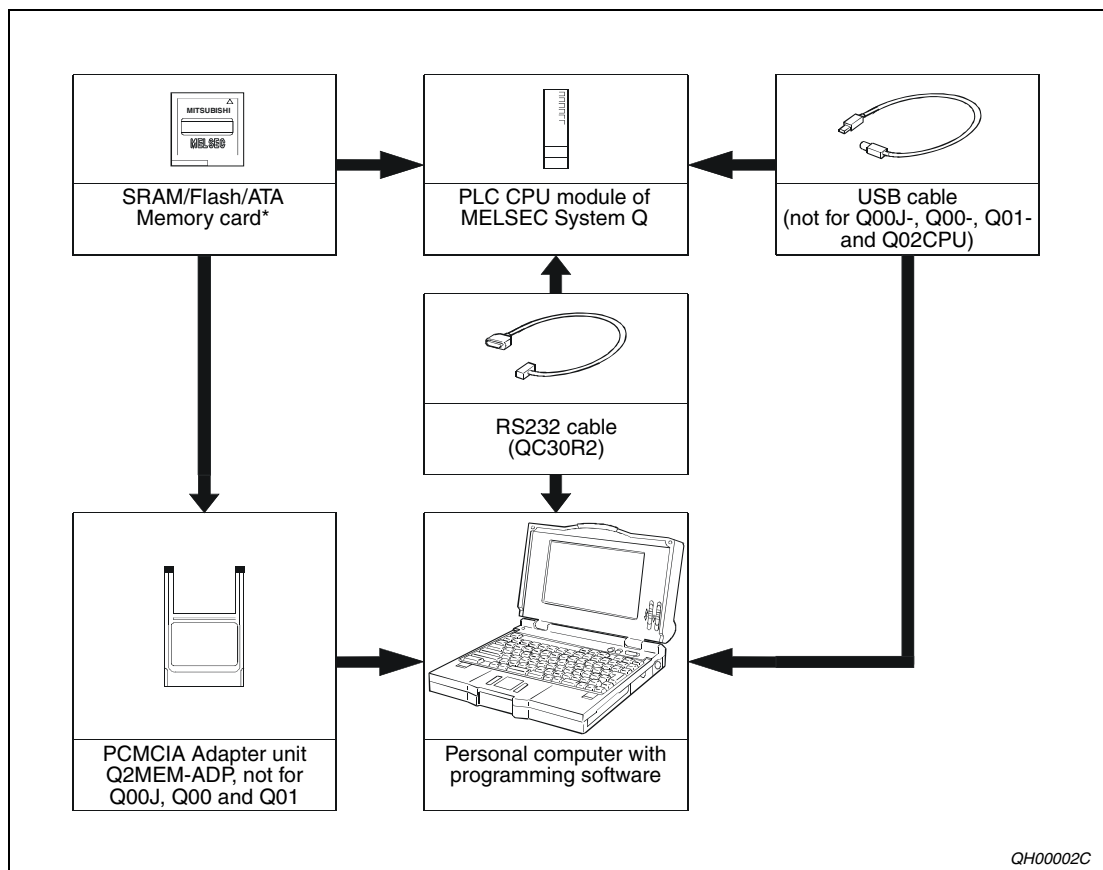 MITSUBISHI
MELSEC
SRAM/Flash/ATA
Memory card*
PLC CPU module of
MELSEC System Q
USB cable
(not for Q00J-, Q00-, Q01-
and Q02CPU)
RS232 cable
(QC30R2)
PCMCIA Adapter unit
Q2MEM-ADP, not for
Q00J, Q00 and Q01
Personal computer with
programming software
QH00002C